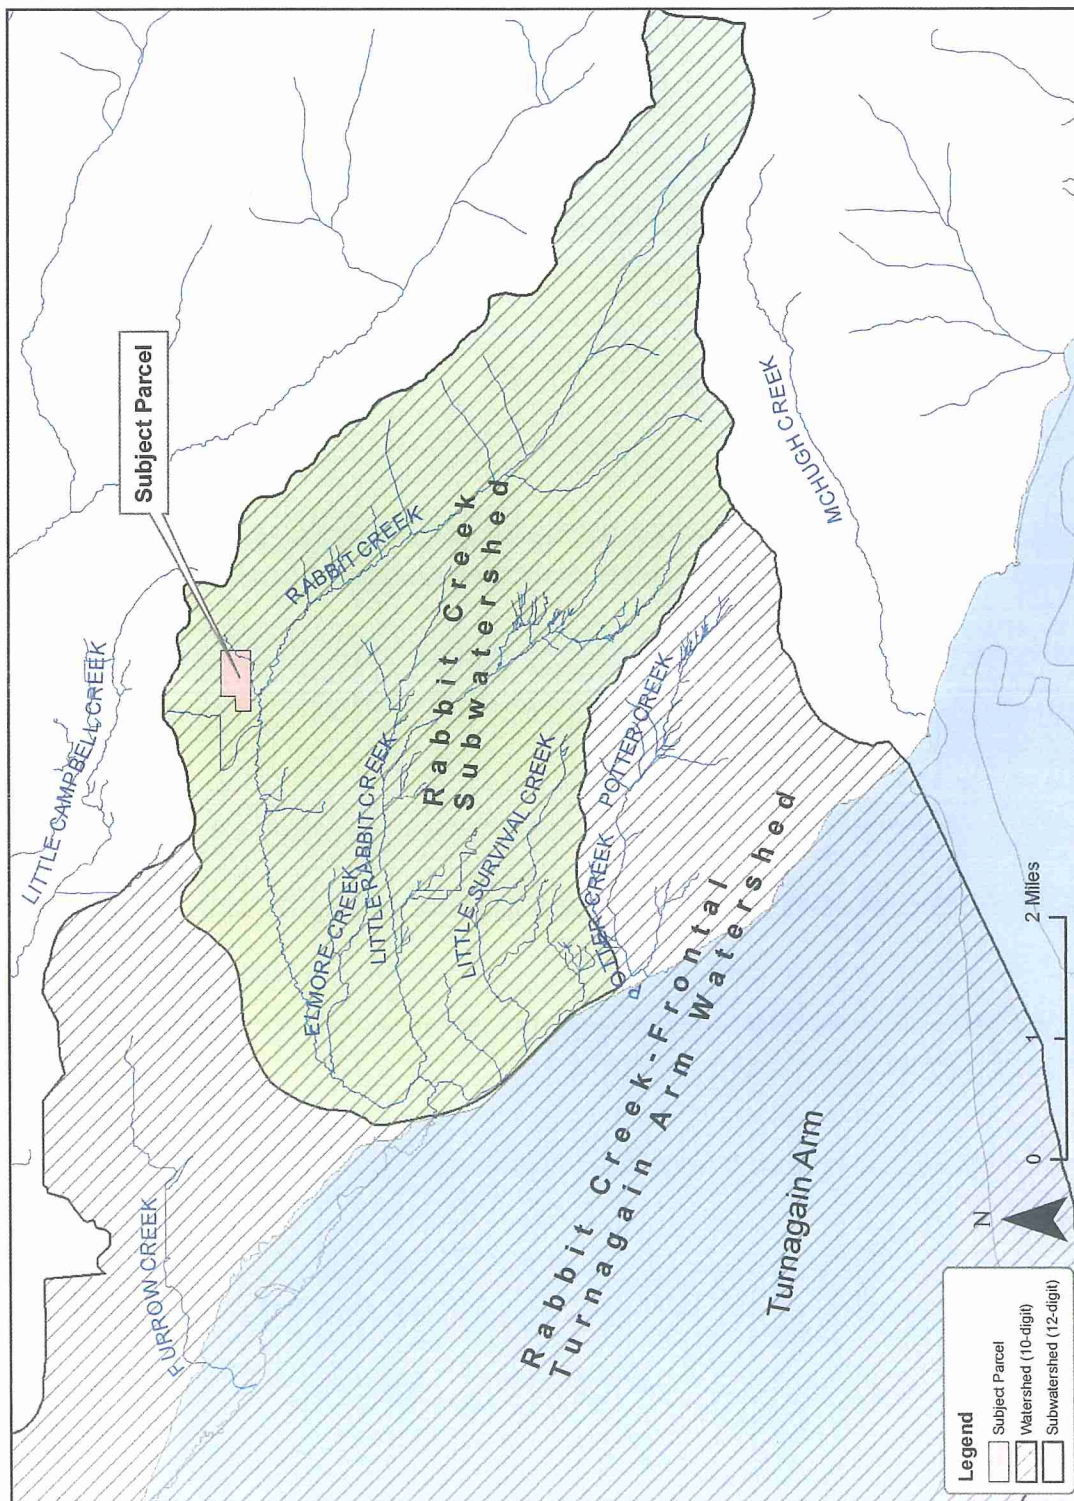 Subject Parcel
LITTLE CAMPBELL CREEK
RABBIT CREEK
Rabbit Creek
Subwatershed
ELMORE CREEK
LITTLE RABBIT CREEK
LITTLE SURVIVAL CREEK
POTTER CREEK
POTTER CREEK
MCHUGH CREEK
FURROW CREEK
Rabbit Creek-Frontal
Turnagain Arm Watershed
Turnagain Arm
N
0 1 2 Miles
Legend
Subject Parcel
Watershed (10-digit)
Subwatershed (12-digit)